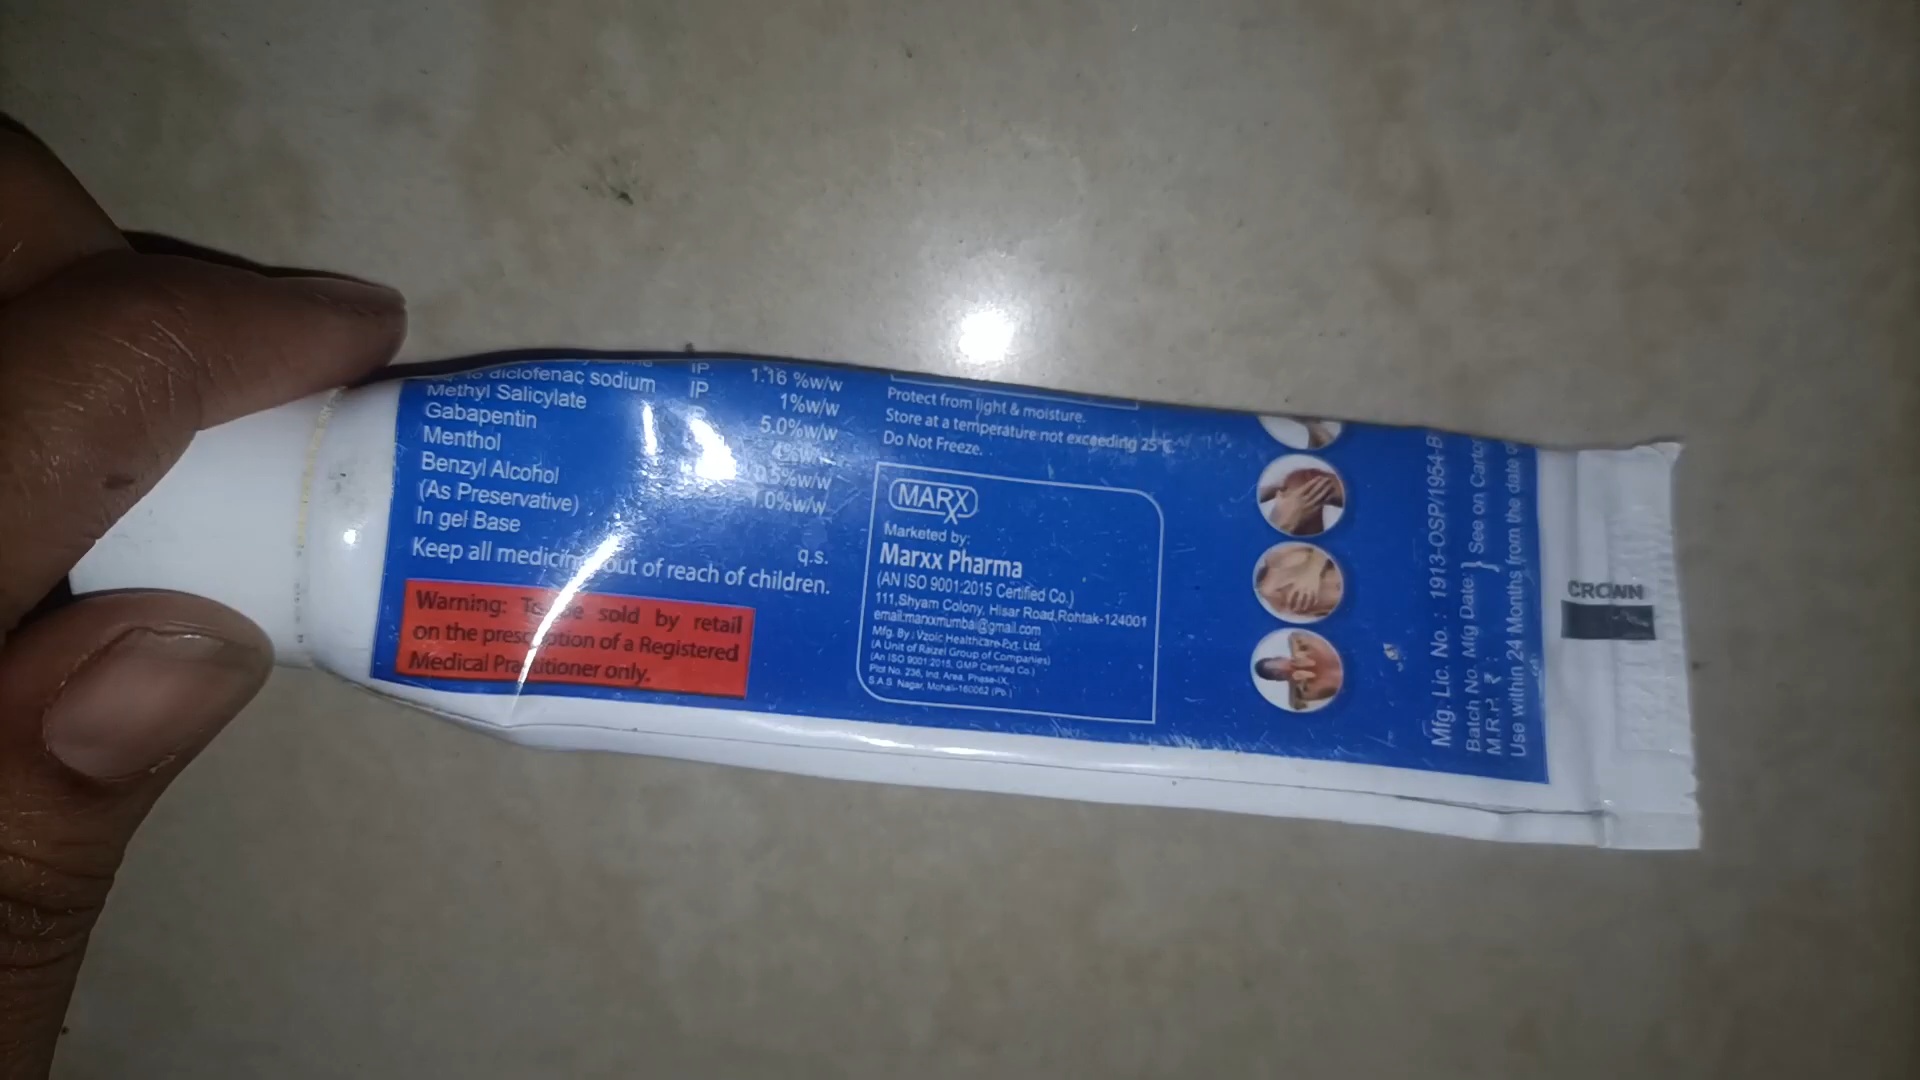 IP 1.16 %w/w
diclofenac sodium IP 1%w/w
Methyl Salicylate 5.0%w/w
Gabapentin 4%w/w
Menthol 0.5%w/w
Benzyl Alcohol 1.0%w/w
(As Preservative)
In gel Base q.s.
Keep all out of reach of children.
Warning: To be sold by retail
on the prescription of a Registered
Medical Practitioner only.
Protect from light & moisture.
Store at a temperature not exceeding 25°C.
Do Not Freeze.
MARX
Marketed by:
Marxx Pharma
(AN ISO 9001:2015 Certified Co.)
111,Shyam Colony, Hisar Road,Rohtak-124001
email:marxxmumbai@gmail.com
Mfg. By : Vzoic Healthcare Pvt. Ltd.
(A Unit of Raizel Group of Companies)
(An ISO 9001:2015, GMP Certified Co.)
Plot No. 236, Ind. Area, Phase-IX,
S.A.S. Nagar, Mohali-160062 (Pb.)
Mfg. Lic. No. : 1913-OSP/1954-B
Batch No. Mfg Date: } See on
M.R.P. ₹ :
Use within 24 Months from the date
CROWN